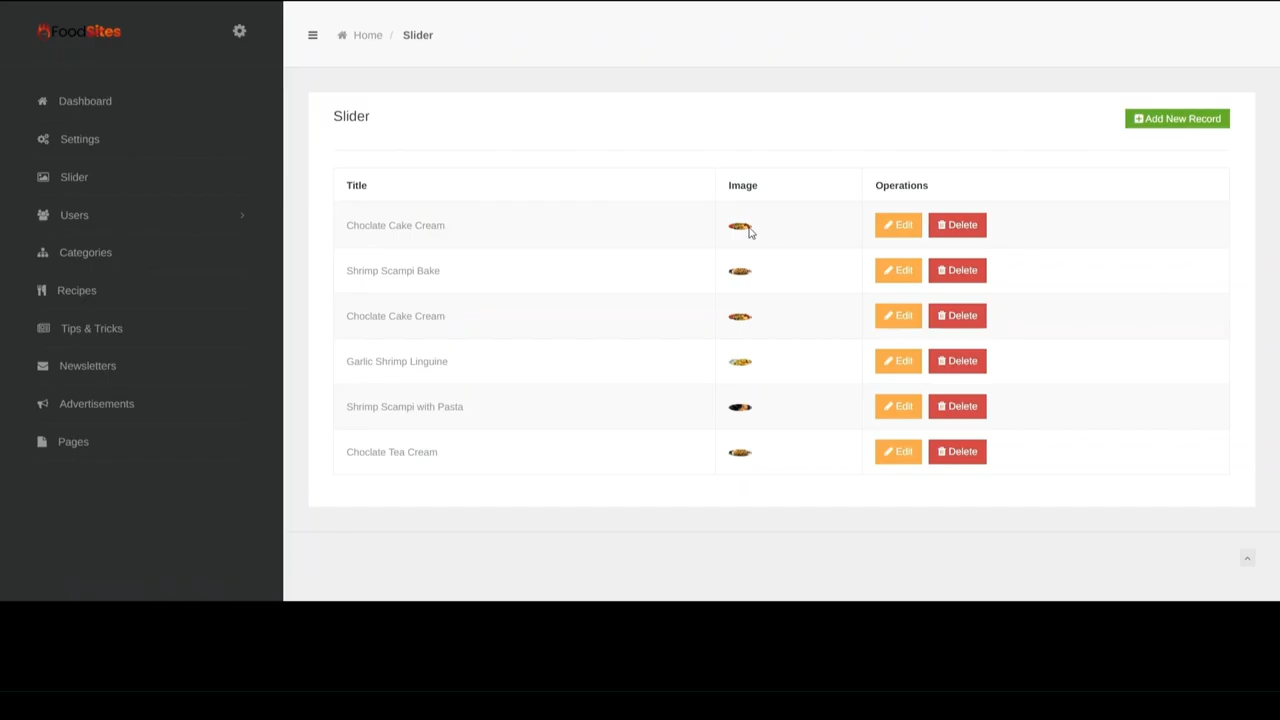 FoodSites
Home / Slider
Dashboard
Settings
Slider
Users
Categories
Recipes
Tips & Tricks
Newsletters
Advertisements
Pages
Slider
Add New Record
Title Image Operations
Choclate Cake Cream Edit Delete
Shrimp Scampi Bake Edit Delete
Choclate Cake Cream Edit Delete
Garlic Shrimp Linguine Edit Delete
Shrimp Scampi with Pasta Edit Delete
Choclate Tea Cream Edit Delete